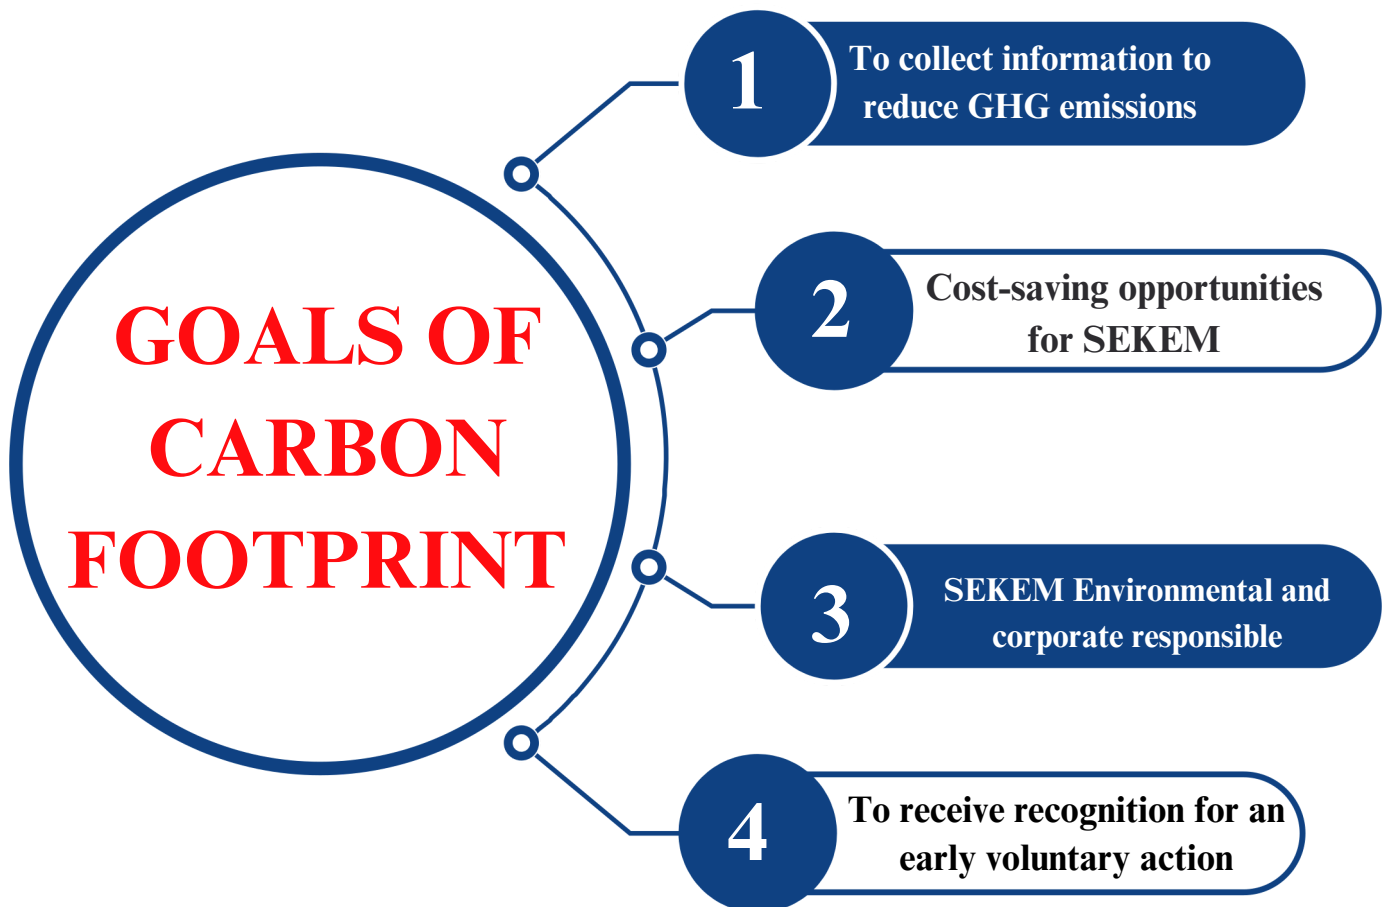 GOALS OF
CARBON
FOOTPRINT
1
To collect information to
reduce GHG emissions
2
Cost-saving opportunities
for SEKEM
3
SEKEM Environmental and
corporate responsible
4
To receive recognition for an
early voluntary action